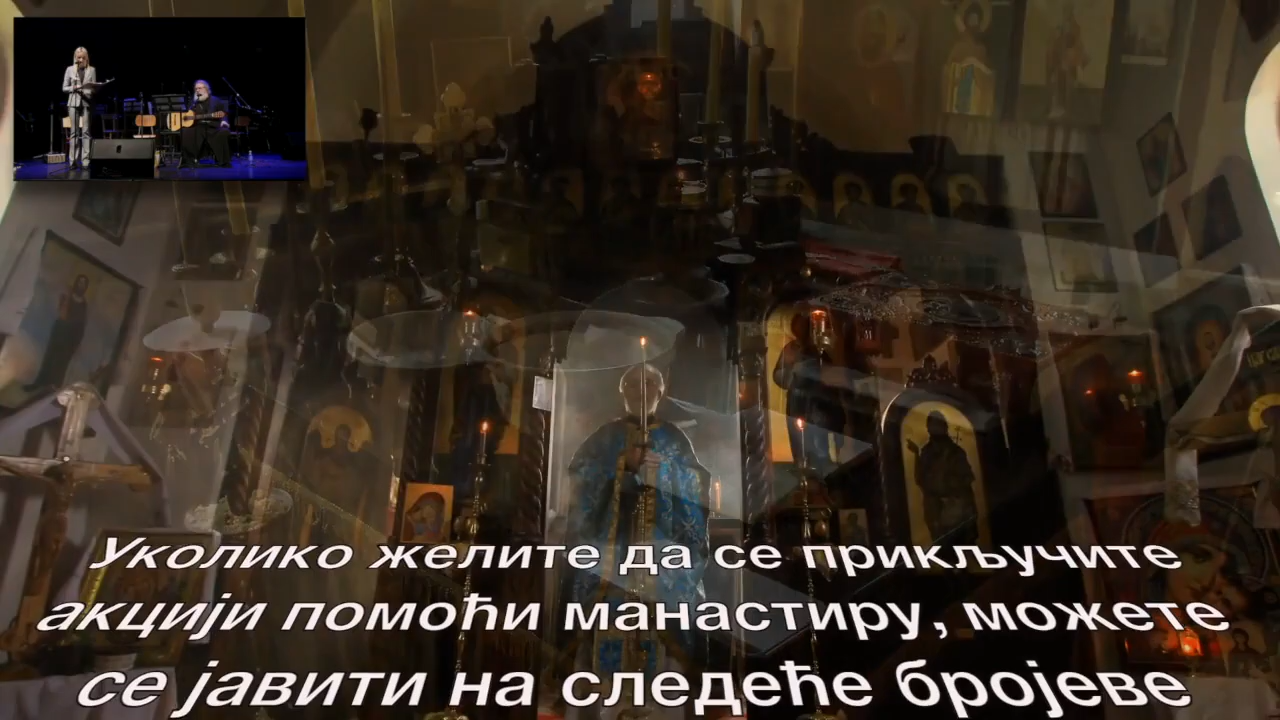 Уколико желите да се прикључите
акцији помоћи манастиру, можете
се јавити на следеће бројеве